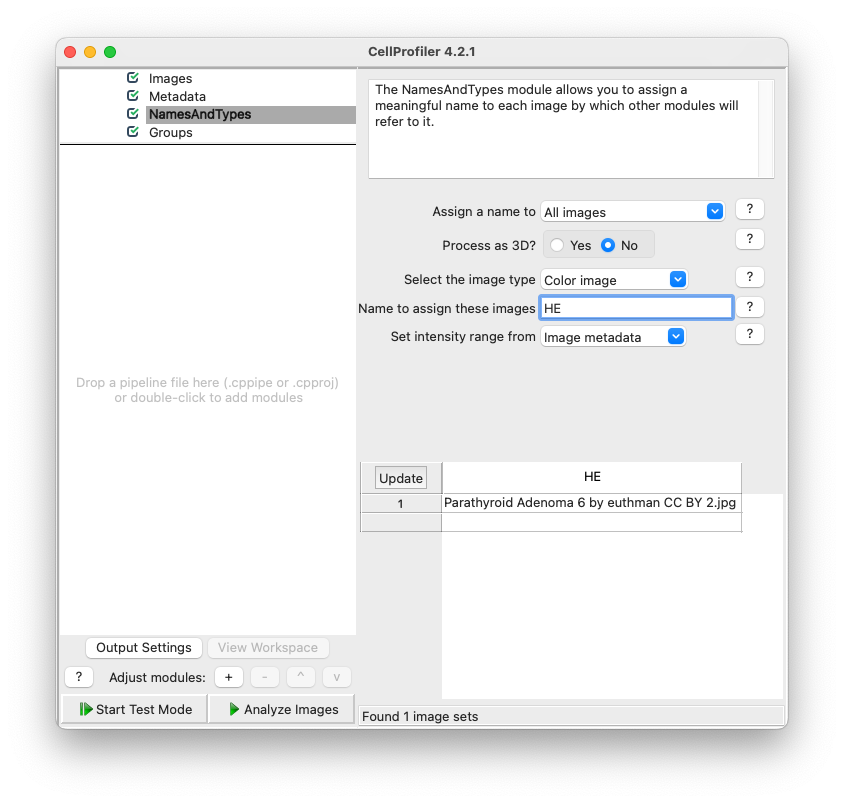 CellProfiler 4.2.1
Images
Metadata
NamesAndTypes
Groups
Drop a pipeline file here (.cppipe or .cpproj)
or double-click to add modules
Output Settings View Workspace
? Adjust modules: + - ^ v
Start Test Mode Analyze Images
The NamesAndTypes module allows you to assign a
meaningful name to each image by which other modules will
refer to it.
Assign a name to All images ?
Process as 3D? Yes No ?
Select the image type Color image ?
Name to assign these images HE ?
Set intensity range from Image metadata ?
Update HE
1 Parathyroid Adenoma 6 by euthman CC BY 2.jpg
Found 1 image sets